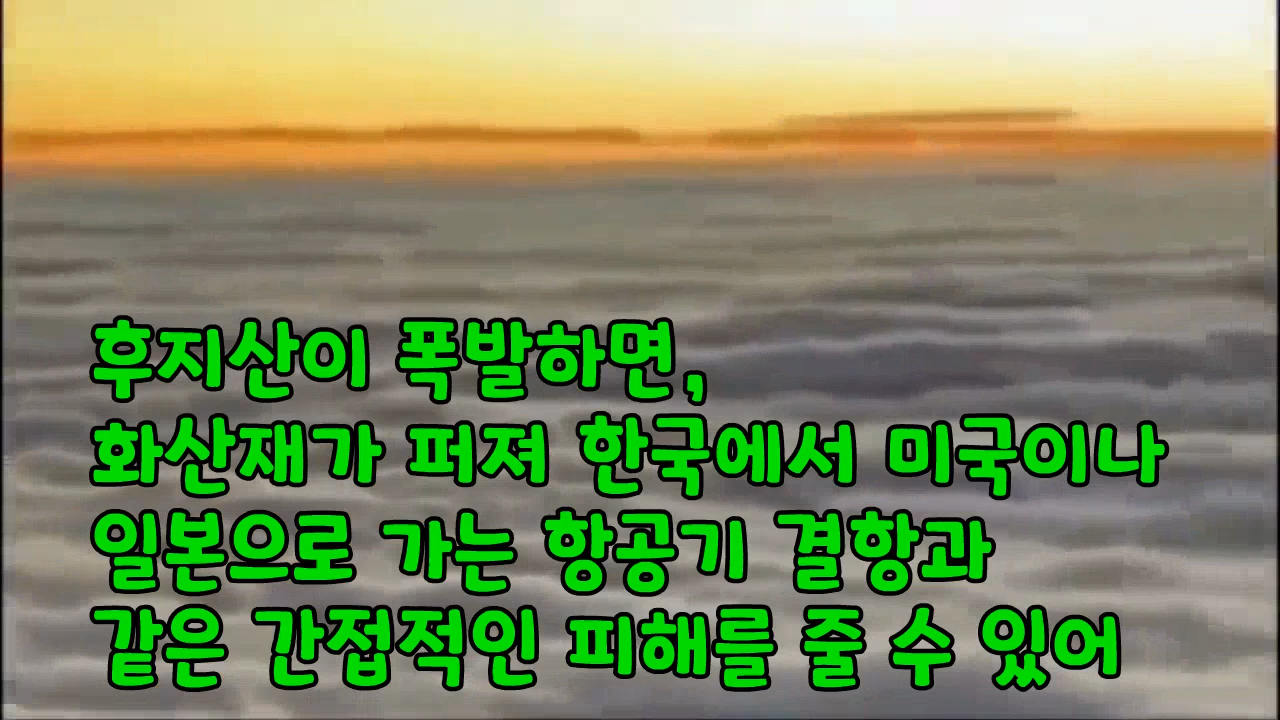 후지산이 폭발하면,
화산재가 퍼져 한국에서 미국이나
일본으로 가는 항공기 결항과
같은 간접적인 피해를 줄 수 있어